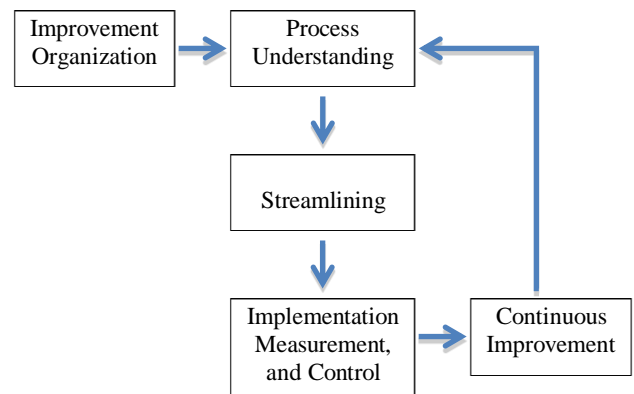 Improvement
Organization
Process
Understanding
Streamlining
Implementation
Measurement,
and Control
Continuous
Improvement